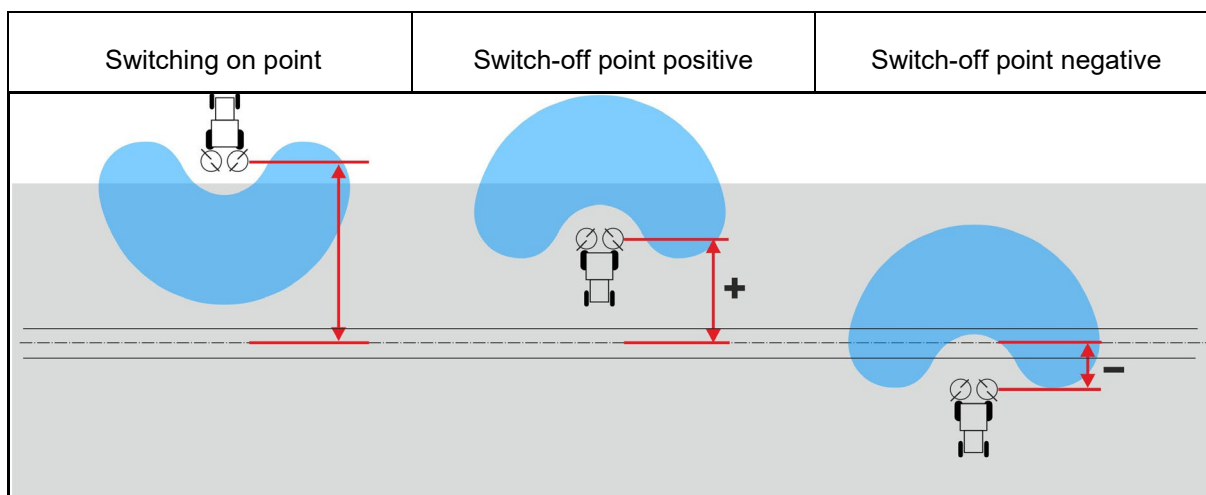 Switching on point
Switch-off point positive
Switch-off point negative
+
-